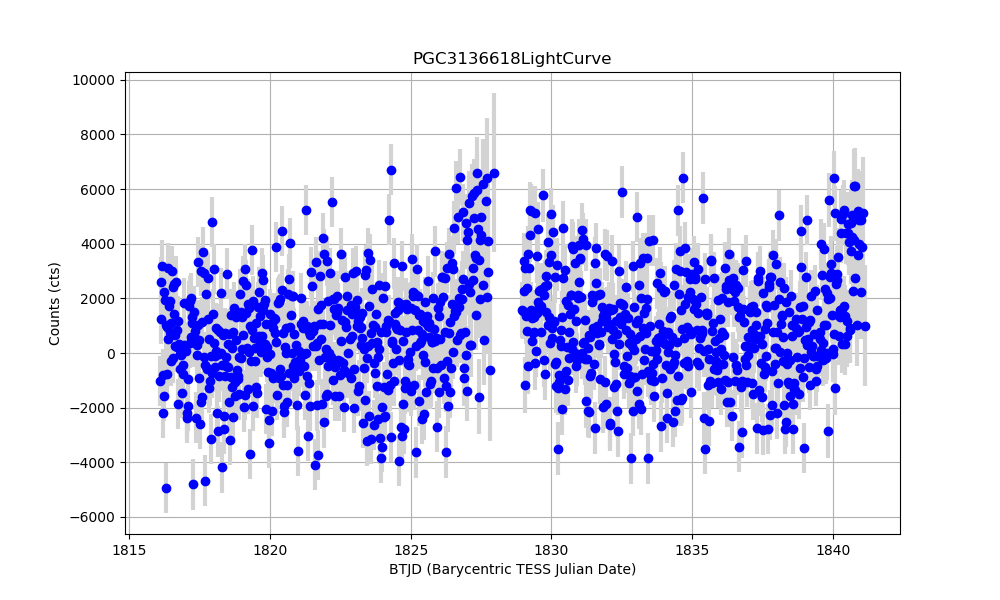 PGC3136618LightCurve
10000
8000
6000
4000
2000
0
−2000
−4000
−6000
Counts (cts)
1815 1820 1825 1830 1835 1840
BTJD (Barycentric TESS Julian Date)